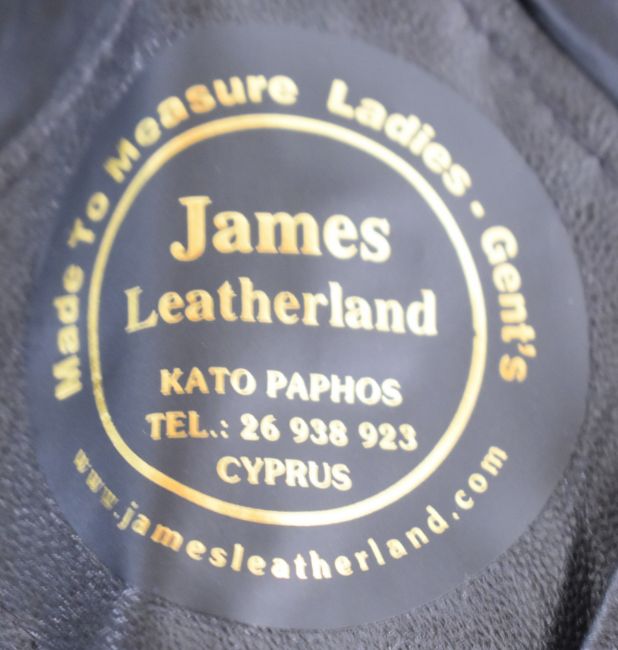 Made To Measure Ladies - Gent's
James
Leatherland
KATO PAPHOS
TEL.: 26 938 923
CYPRUS
www.jamesleatherland.com